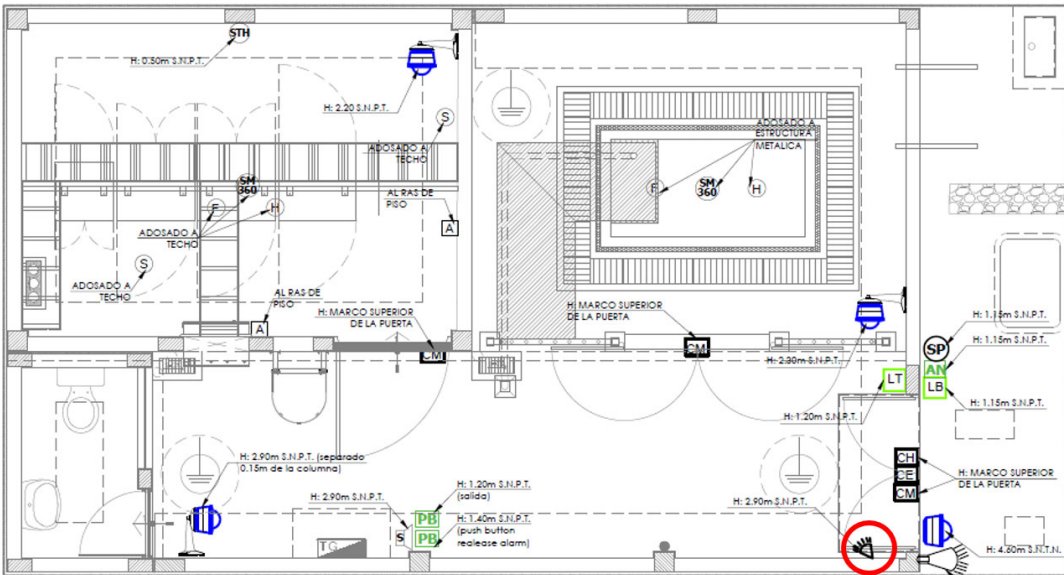 STH
H: 0.50m S.N.P.T.
H: 2.20 S.N.P.T.
S
ADOSADO A
TECHO
ADOSADO A
ESTRUCTURA
METALICA
F
SM
360
H
SM
360
F
H
AL RAS DE
PISO
A
ADOSADO A
TECHO
S
ADOSADO A
TECHO
AL RAS DE
PISO
A
H: MARCO SUPERIOR
DE LA PUERTA
CM
H: MARCO SUPERIOR
DE LA PUERTA
CM
H: 2.30m S.N.P.T.
H: 1.15m S.N.P.T.
SP
H: 1.15m S.N.P.T.
AN
LB
H: 1.15m S.N.P.T.
LT
H: 1.20m S.N.P.T.
CH
CE
CM
H: MARCO SUPERIOR
DE LA PUERTA
H: 2.90m S.N.P.T. (separado
0.15m de la columna)
H: 2.90m S.N.P.T.
S
H: 1.20m S.N.P.T.
(salida)
PB
H: 1.40m S.N.P.T.
(push button
realease alarm)
PB
TG
H: 2.90m S.N.P.T.
H: 4.60m S.N.T.N.